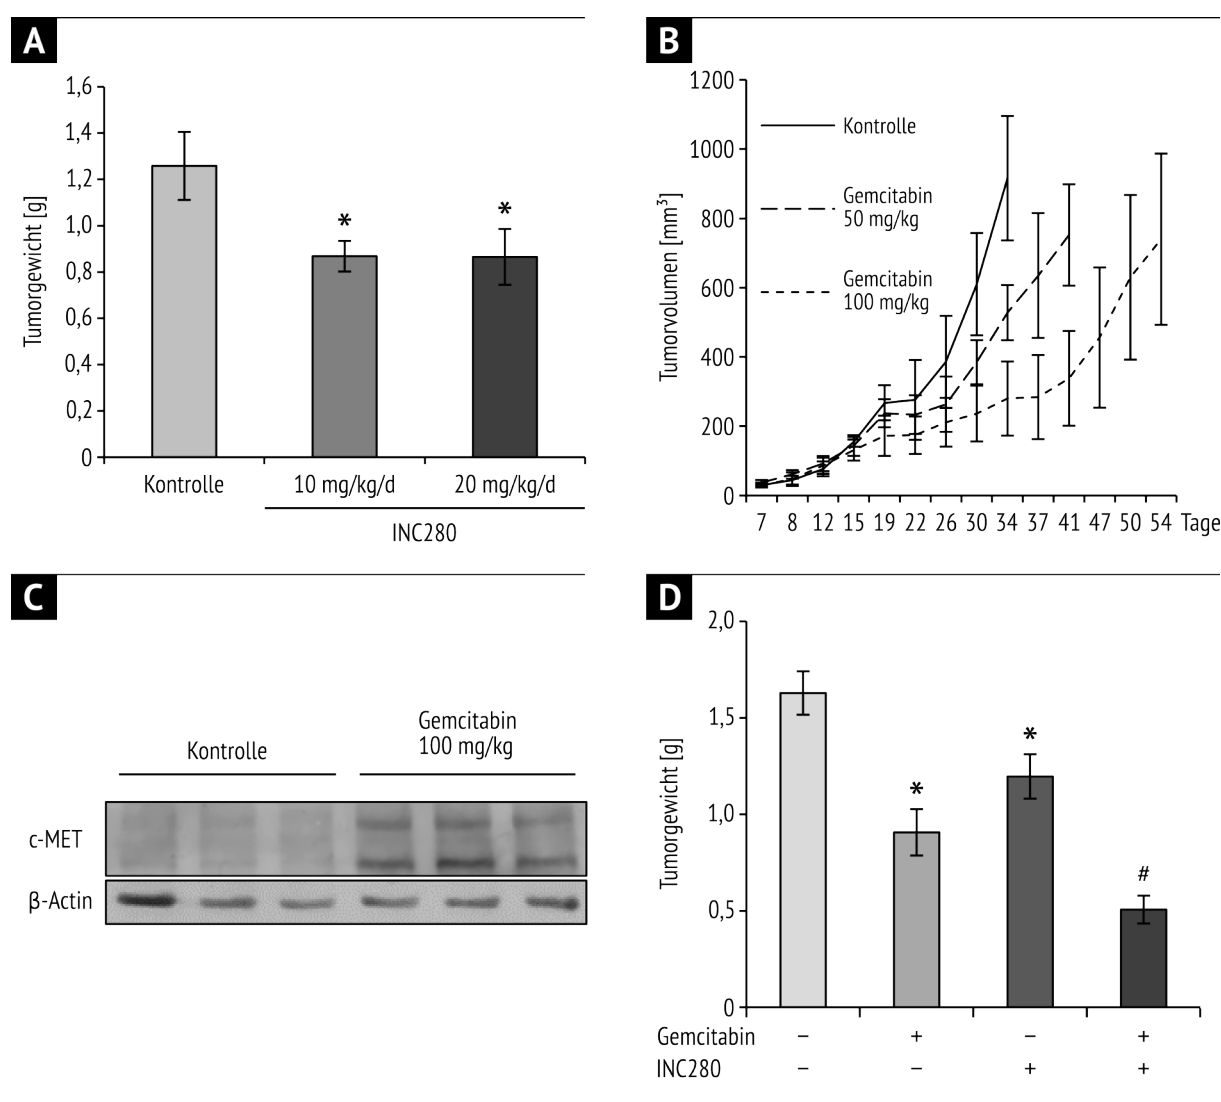 A
Tumorgewicht [g]
1,6
1,4
1,2
1,0
0,8
0,6
0,4
0,2
0
*
*
Kontrolle
10 mg/kg/d
20 mg/kg/d
INC280
B
Tumorvolumen [mm³]
1200
1000
800
600
400
200
0
Kontrolle
Gemcitabin
50 mg/kg
Gemcitabin
100 mg/kg
7 8 12 15 19 22 26 30 34 37 41 47 50 54 Tage
C
Kontrolle
Gemcitabin
100 mg/kg
c-MET
β-Actin
D
Tumorgewicht [g]
2,0
1,5
1,0
0,5
0
*
*
#
Gemcitabin – + – +
INC280 – – + +